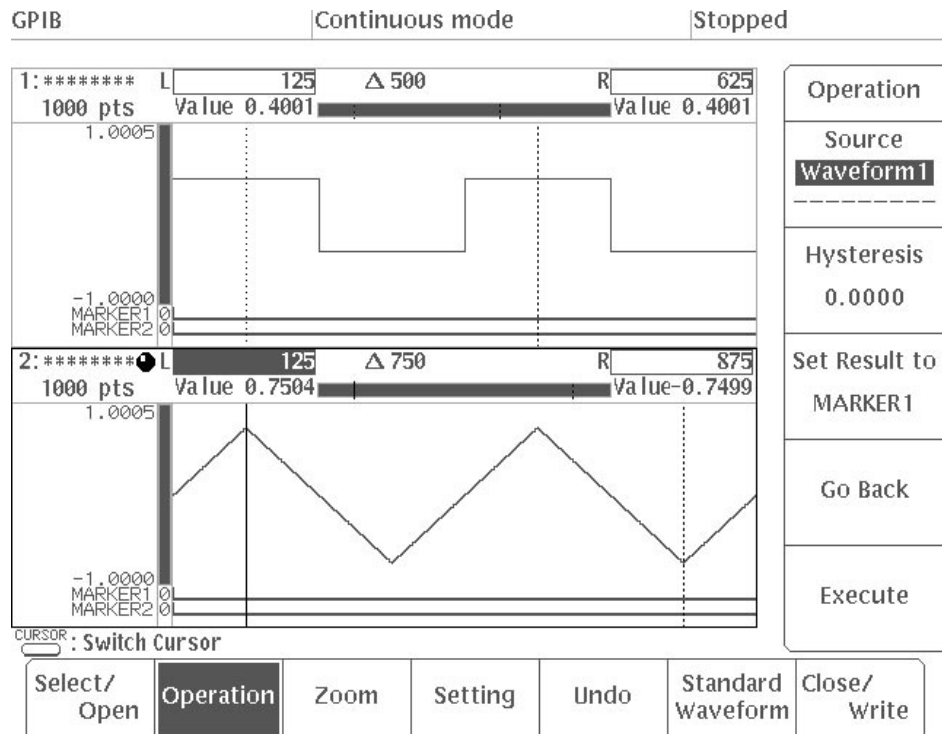 GPIB Continuous mode Stopped
1:******** L 125 Δ 500 R 625
1000 pts Value 0.4001 Value 0.4001
1.0005
-1.0000
MARKER1 0
MARKER2 0
2:******** L 125 Δ 750 R 875
1000 pts Value 0.7504 Value-0.7499
1.0005
-1.0000
MARKER1 0
MARKER2 0
CURSOR : Switch Cursor
Operation
Source
Waveform1
---------
Hysteresis
0.0000
Set Result to
MARKER1
Go Back
Execute
Select/
Open
Operation
Zoom
Setting
Undo
Standard
Waveform
Close/
Write